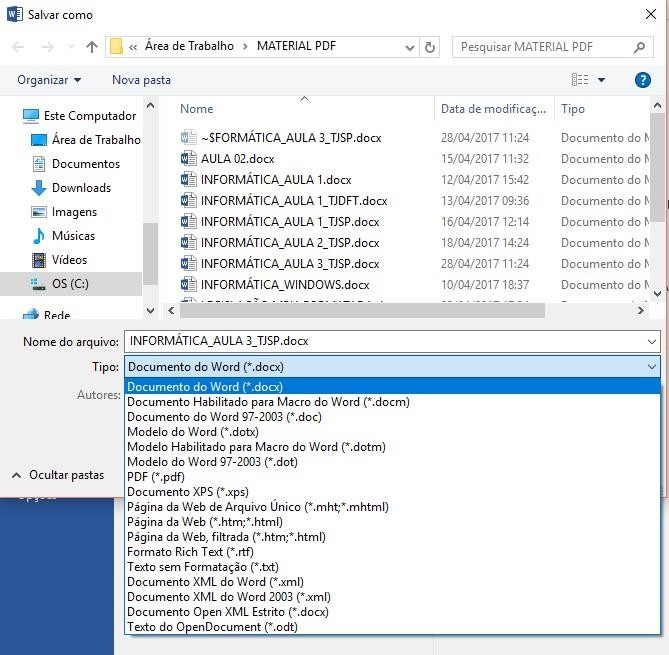 Salvar como
« Área de Trabalho › MATERIAL PDF
Pesquisar MATERIAL PDF
Organizar
Nova pasta
?
Este Computador
Área de Trabalho
Documentos
Downloads
Imagens
Músicas
Vídeos
OS (C:)
Rede
Nome Data de modificaç... Tipo
~$FORMÁTICA_AULA 3_TJSP.docx 28/04/2017 11:24 Documento do M
AULA 02.docx 15/04/2017 11:32 Documento do M
INFORMÁTICA_AULA 1.docx 12/04/2017 15:42 Documento do M
INFORMÁTICA_AULA 1_TJDFT.docx 13/04/2017 09:36 Documento do M
INFORMÁTICA_AULA 1_TJSP.docx 16/04/2017 12:14 Documento do M
INFORMÁTICA_AULA 2_TJSP.docx 18/04/2017 14:24 Documento do M
INFORMÁTICA_AULA 3_TJSP.docx 28/04/2017 11:24 Documento do M
INFORMÁTICA_WINDOWS.docx 10/04/2017 18:37 Documento do M
Nome do arquivo: INFORMÁTICA_AULA 3_TJSP.docx
Tipo: Documento do Word (*.docx)
Autores:
Documento do Word (*.docx)
Documento Habilitado para Macro do Word (*.docm)
Documento do Word 97-2003 (*.doc)
Modelo do Word (*.dotx)
Modelo Habilitado para Macro do Word (*.dotm)
Modelo do Word 97-2003 (*.dot)
PDF (*.pdf)
Documento XPS (*.xps)
Página da Web de Arquivo Único (*.mht;*.mhtml)
Página da Web (*.htm;*.html)
Página da Web, filtrada (*.htm;*.html)
Formato Rich Text (*.rtf)
Texto sem Formatação (*.txt)
Documento XML do Word (*.xml)
Documento XML do Word 2003 (*.xml)
Documento Open XML Estrito (*.docx)
Texto do OpenDocument (*.odt)
Ocultar pastas